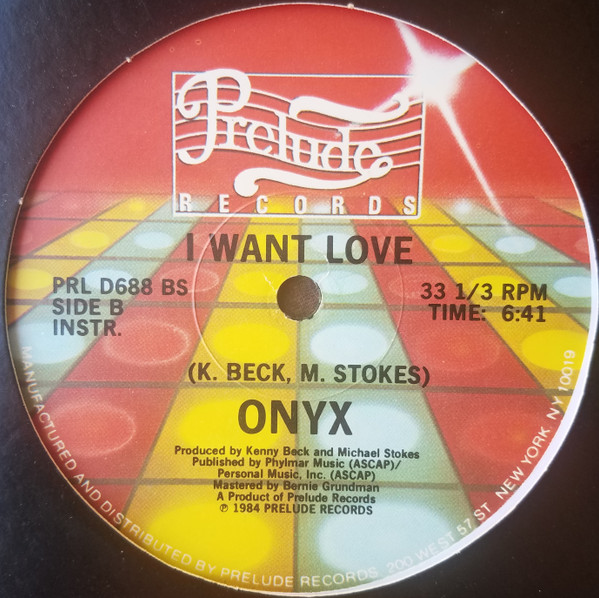 Prelude
RECORDS
I WANT LOVE
PRL D688 BS
SIDE B
INSTR.
33 1/3 RPM
TIME: 6:41
(K. BECK, M. STOKES)
ONYX
Produced by Kenny Beck and Michael Stokes
Published by Phylmar Music (ASCAP)/
Personal Music, Inc. (ASCAP)
Mastered by Bernie Grundman
A Product of Prelude Records
℗ 1984 PRELUDE RECORDS
MANUFACTURED AND DISTRIBUTED BY PRELUDE RECORDS 200 WEST 57 ST. NEW YORK, NY 10019